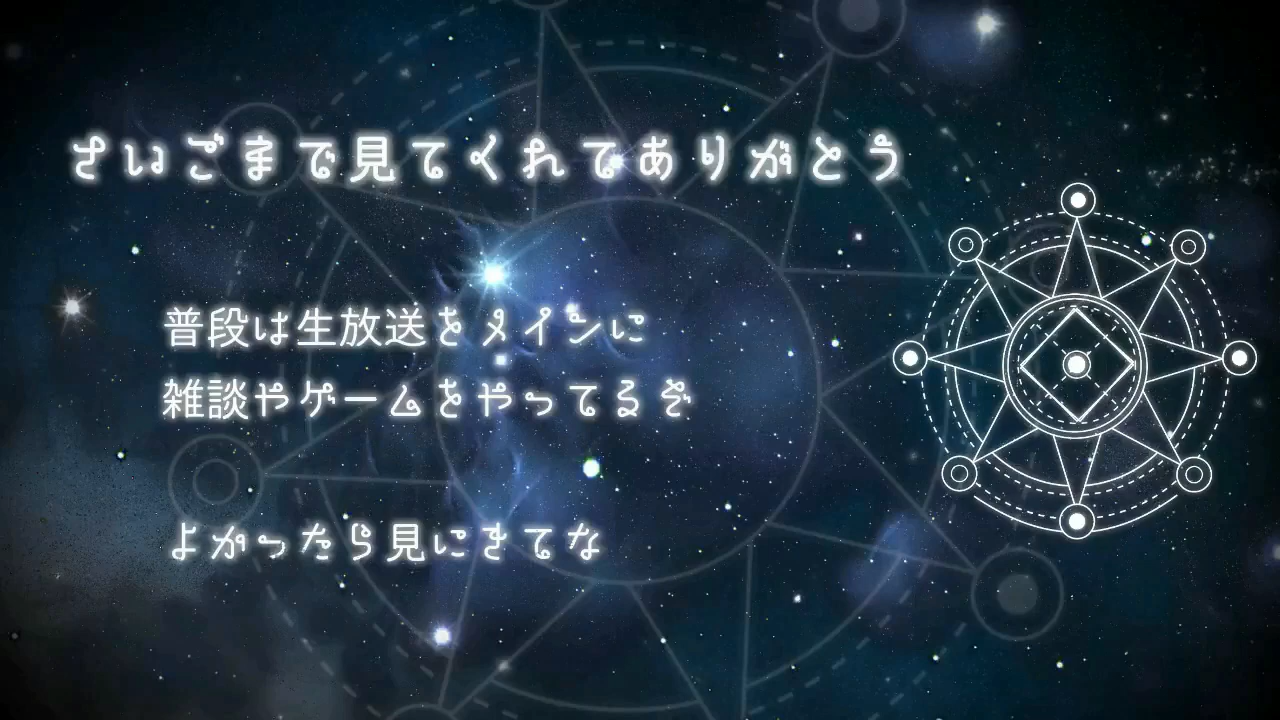 さいごまで見てくれてありがとう
普段は生放送をメインに
雑談やゲームをやってるぞ
よかったら見にきてな